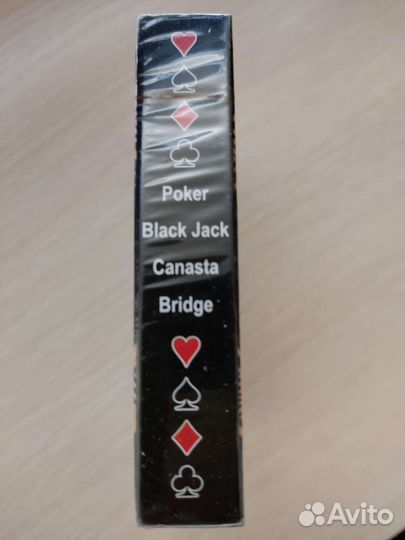 Poker
Black Jack
Canasta
Bridge
Avito